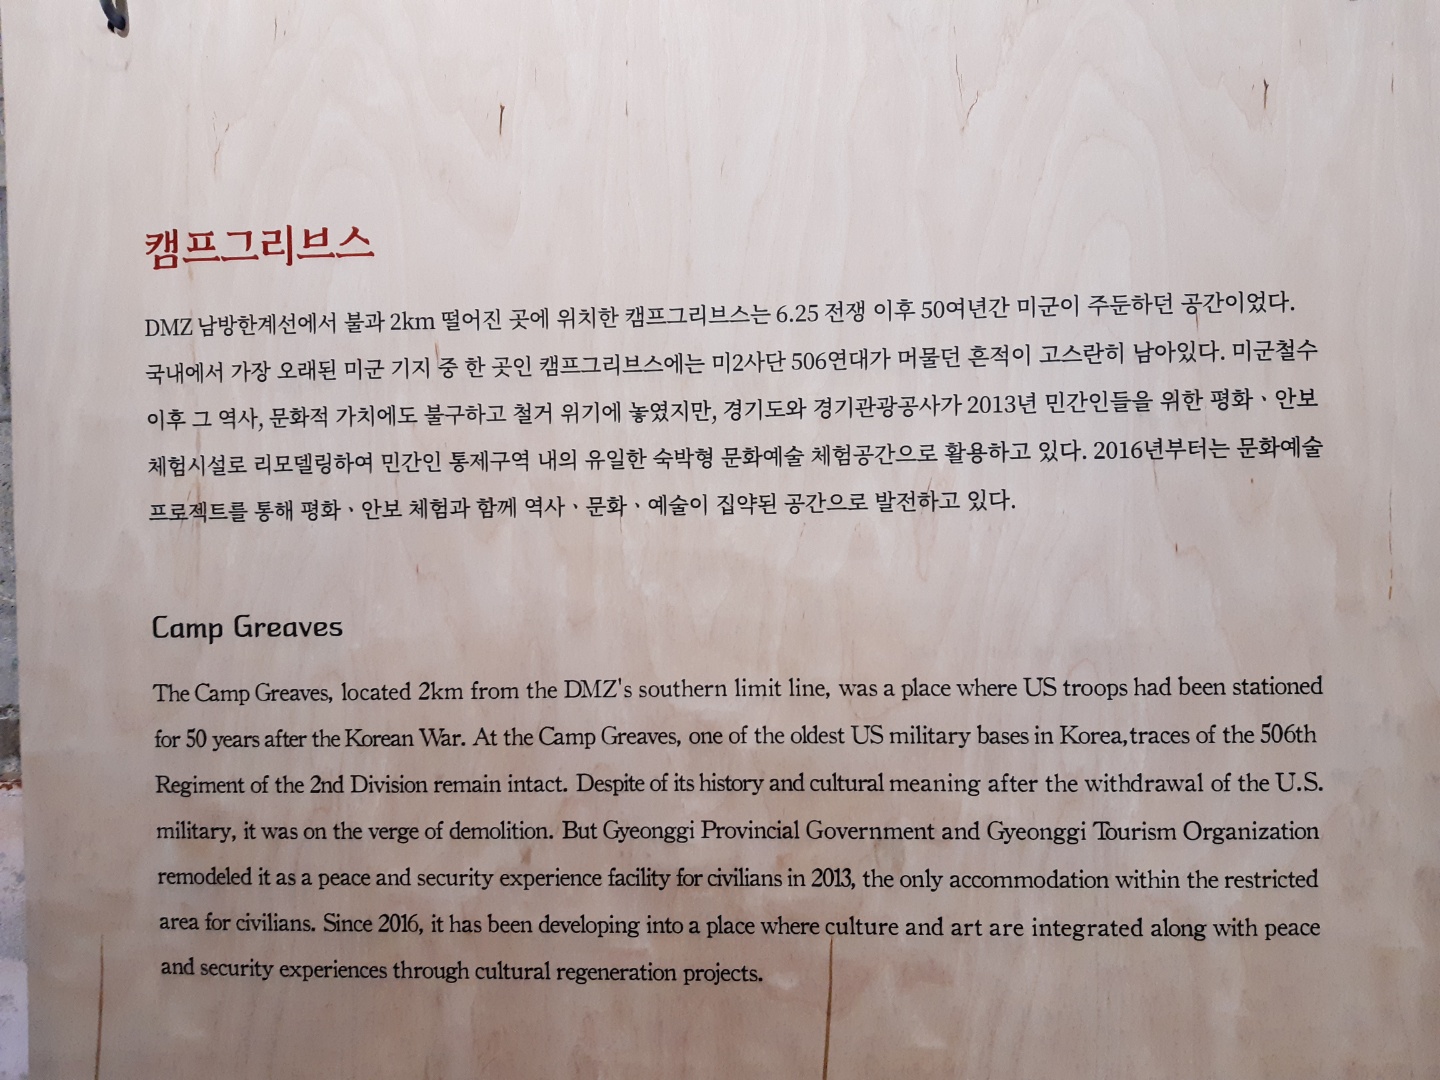 캠프그리브스
DMZ 남방한계선에서 불과 2km 떨어진 곳에 위치한 캠프그리브스는 6.25 전쟁 이후 50여년간 미군이 주둔하던 공간이었다.
국내에서 가장 오래된 미군 기지 중 한 곳인 캠프그리브스에는 미2사단 506연대가 머물던 흔적이 고스란히 남아있다. 미군철수
이후 그 역사, 문화적 가치에도 불구하고 철거 위기에 놓였지만, 경기도와 경기관광공사가 2013년 민간인들을 위한 평화ㆍ안보
체험시설로 리모델링하여 민간인 통제구역 내의 유일한 숙박형 문화예술 체험공간으로 활용하고 있다. 2016년부터는 문화예술
프로젝트를 통해 평화ㆍ안보 체험과 함께 역사ㆍ문화ㆍ예술이 집약된 공간으로 발전하고 있다.
Camp Greaves
The Camp Greaves, located 2km from the DMZ's southern limit line, was a place where US troops had been stationed
for 50 years after the Korean War. At the Camp Greaves, one of the oldest US military bases in Korea,traces of the 506th
Regiment of the 2nd Division remain intact. Despite of its history and cultural meaning after the withdrawal of the U.S.
military, it was on the verge of demolition. But Gyeonggi Provincial Government and Gyeonggi Tourism Organization
remodeled it as a peace and security experience facility for civilians in 2013, the only accommodation within the restricted
area for civilians. Since 2016, it has been developing into a place where culture and art are integrated along with peace
and security experiences through cultural regeneration projects.